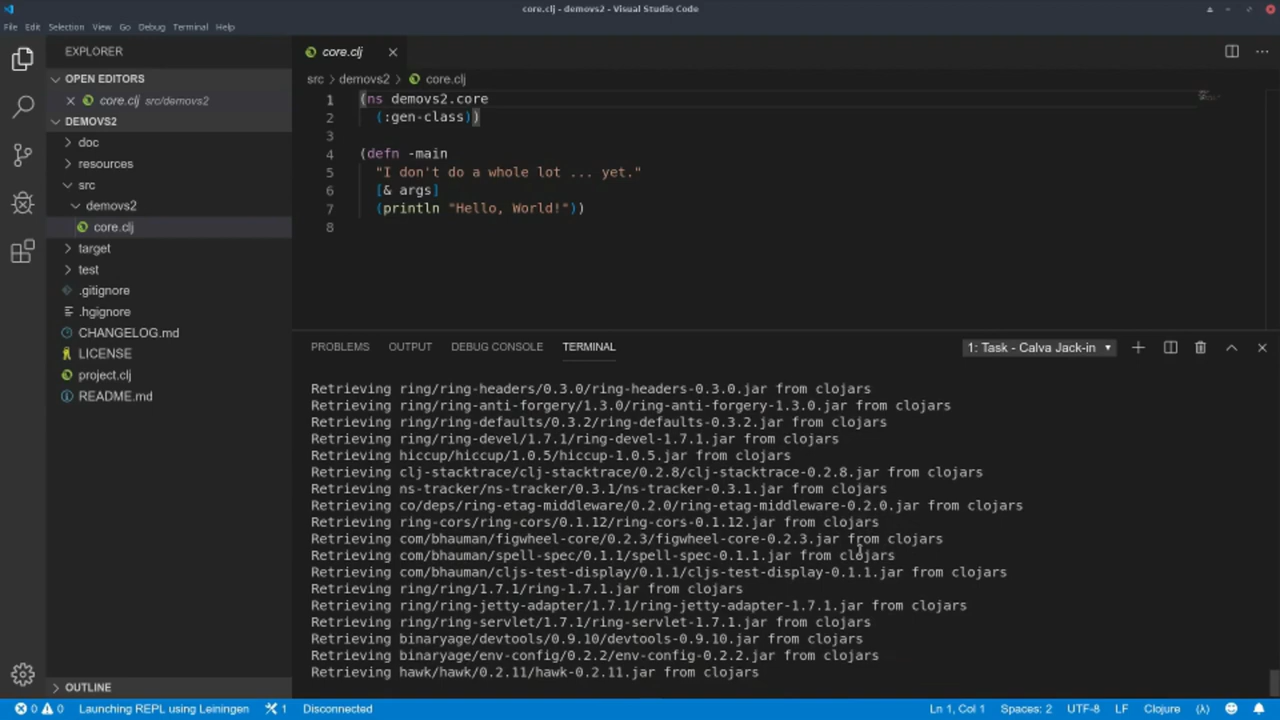 core.clj - demovs2 - Visual Studio Code
File Edit Selection View Go Debug Terminal Help
EXPLORER
OPEN EDITORS
core.clj src/demovs2
DEMOVS2
doc
resources
src
demovs2
core.clj
target
test
.gitignore
.hgignore
CHANGELOG.md
LICENSE
project.clj
README.md
OUTLINE
core.clj
src demovs2 core.clj
1 (ns demovs2.core
2 (:gen-class))
3
4 (defn -main
5 "I don't do a whole lot ... yet."
6 [& args]
7 (println "Hello, World!"))
8
PROBLEMS OUTPUT DEBUG CONSOLE TERMINAL 1: Task - Calva Jack-in
Retrieving ring/ring-headers/0.3.0/ring-headers-0.3.0.jar from clojars
Retrieving ring/ring-anti-forgery/1.3.0/ring-anti-forgery-1.3.0.jar from clojars
Retrieving ring/ring-defaults/0.3.2/ring-defaults-0.3.2.jar from clojars
Retrieving ring/ring-devel/1.7.1/ring-devel-1.7.1.jar from clojars
Retrieving hiccup/hiccup/1.0.5/hiccup-1.0.5.jar from clojars
Retrieving clj-stacktrace/clj-stacktrace/0.2.8/clj-stacktrace-0.2.8.jar from clojars
Retrieving ns-tracker/ns-tracker/0.3.1/ns-tracker-0.3.1.jar from clojars
Retrieving co/deps/ring-etag-middleware/0.2.0/ring-etag-middleware-0.2.0.jar from clojars
Retrieving ring-cors/ring-cors/0.1.12/ring-cors-0.1.12.jar from clojars
Retrieving com/bhauman/figwheel-core/0.2.3/figwheel-core-0.2.3.jar from clojars
Retrieving com/bhauman/spell-spec/0.1.1/spell-spec-0.1.1.jar from clojars
Retrieving com/bhauman/cljs-test-display/0.1.1/cljs-test-display-0.1.1.jar from clojars
Retrieving ring/ring/1.7.1/ring-1.7.1.jar from clojars
Retrieving ring/ring-jetty-adapter/1.7.1/ring-jetty-adapter-1.7.1.jar from clojars
Retrieving ring/ring-servlet/1.7.1/ring-servlet-1.7.1.jar from clojars
Retrieving binaryage/devtools/0.9.10/devtools-0.9.10.jar from clojars
Retrieving binaryage/env-config/0.2.2/env-config-0.2.2.jar from clojars
Retrieving hawk/hawk/0.2.11/hawk-0.2.11.jar from clojars
0 0 Launching REPL using Leiningen 1 Disconnected Ln 1, Col 1 Spaces: 2 UTF-8 LF Clojure (λ)